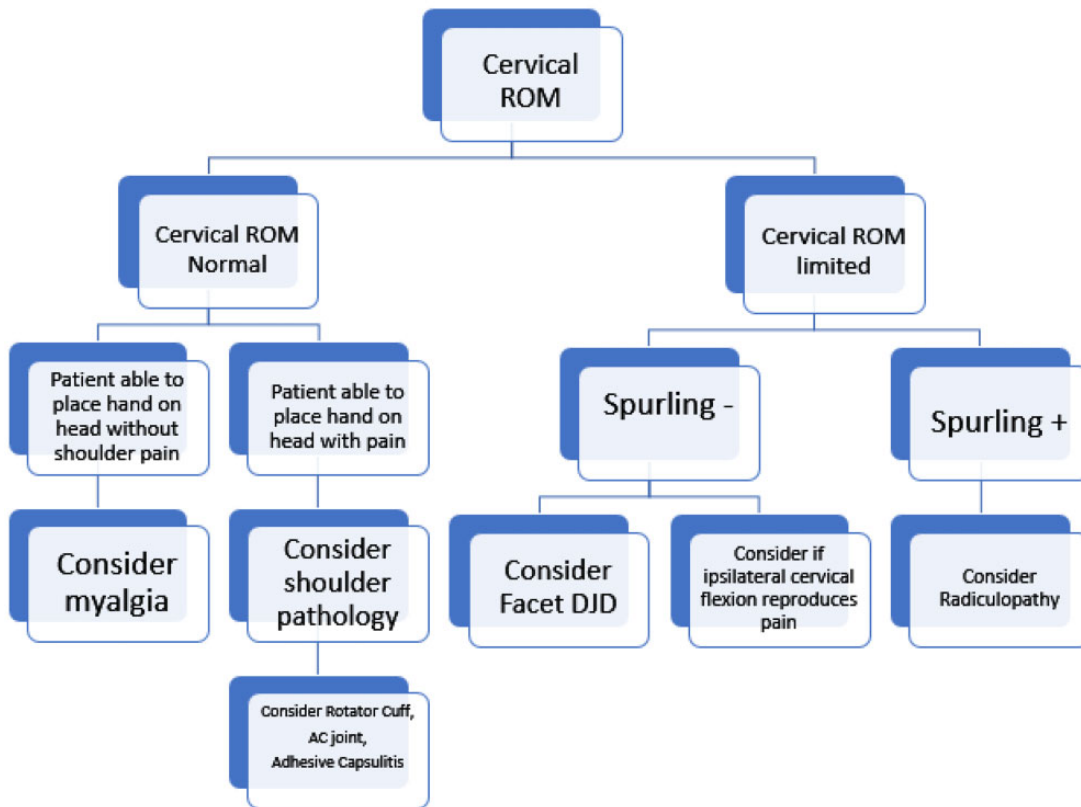 Cervical
ROM
Cervical ROM
Normal
Cervical ROM
limited
Patient able to
place hand on
head without
shoulder pain
Patient able to
place hand on
head with pain
Spurling -
Spurling +
Consider
myalgia
Consider
shoulder
pathology
Consider
Facet DJD
Consider if
ipsilateral cervical
flexion reproduces
pain
Consider
Radiculopathy
Consider Rotator Cuff,
AC joint,
Adhesive Capsulitis